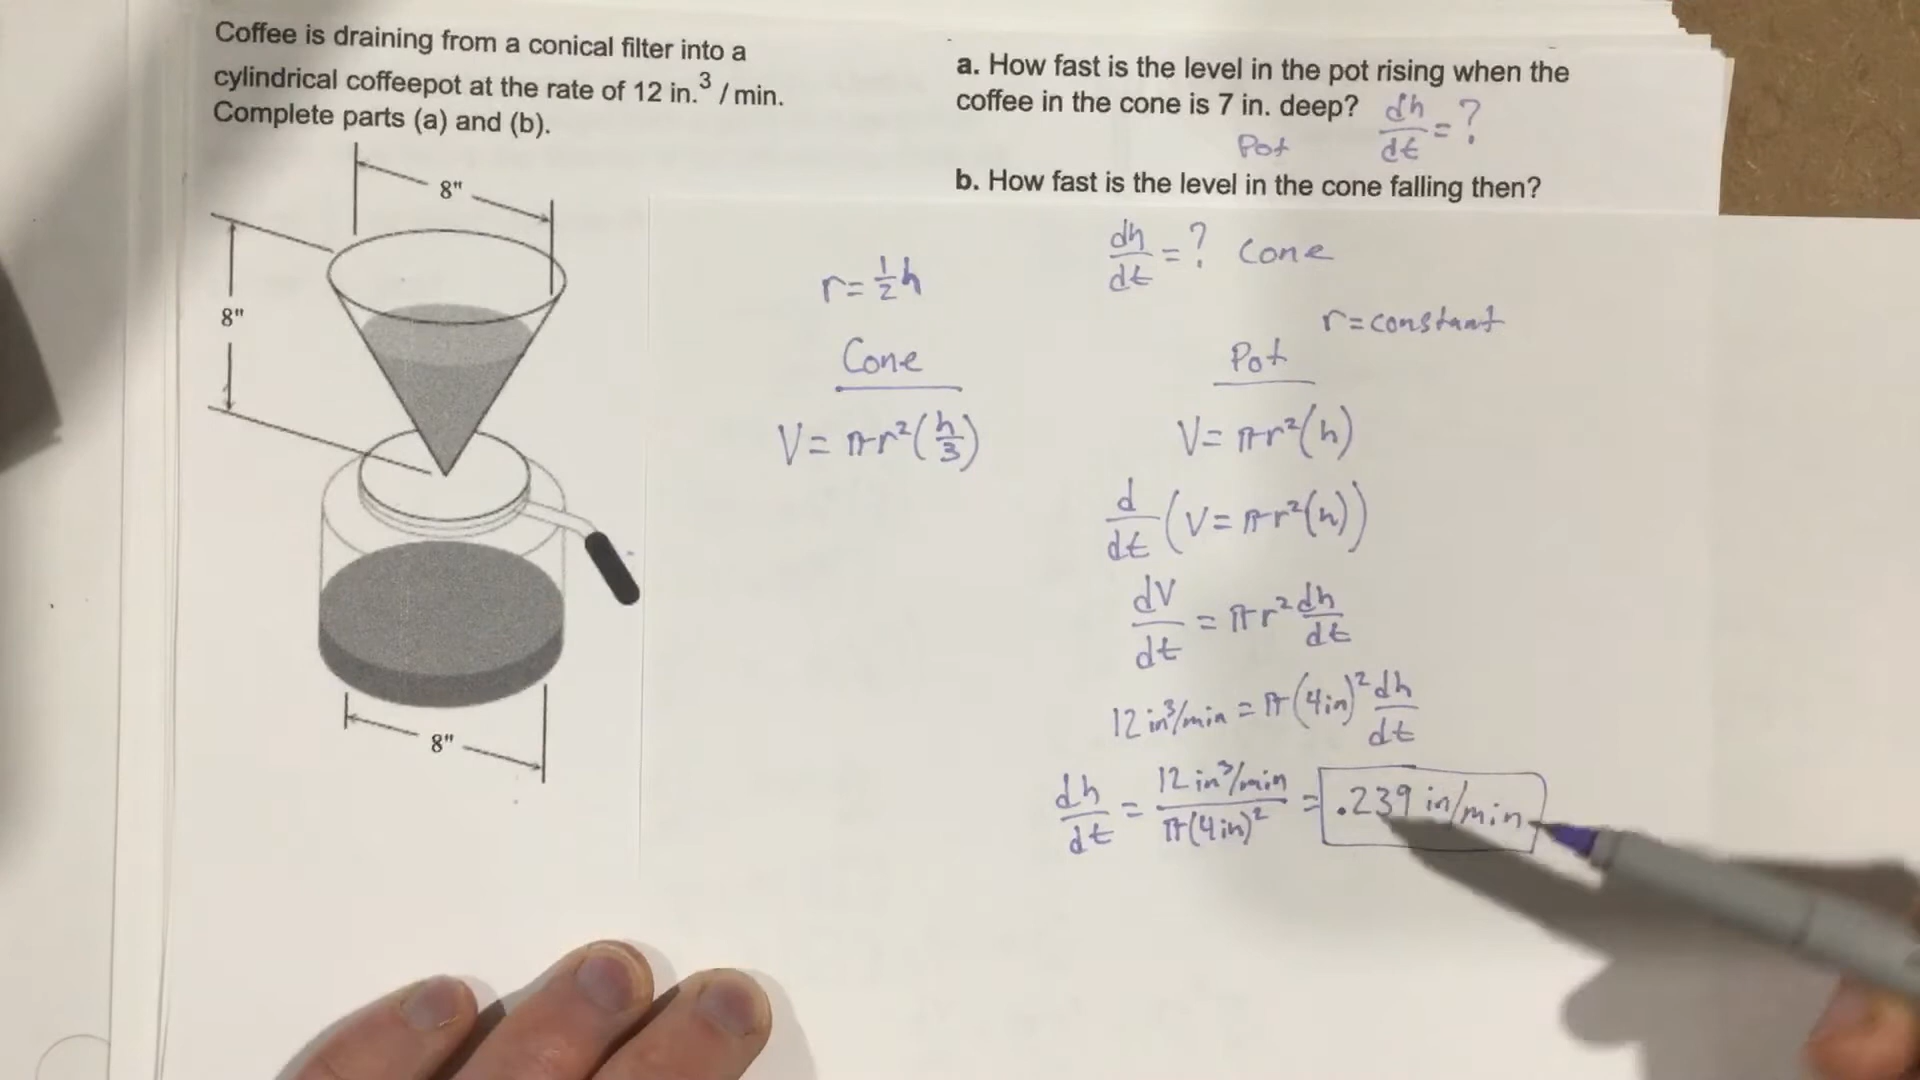 Coffee is draining from a conical filter into a
cylindrical coffeepot at the rate of 12 in.³ / min.
Complete parts (a) and (b).
8"
8"
8"
a. How fast is the level in the pot rising when the
coffee in the cone is 7 in. deep? dh/dt = ?
Pot
b. How fast is the level in the cone falling then?
dh/dt = ? Cone
r = 1/2 h
Cone
V = πr²(h/3)
r = constant
Pot
V = πr²(h)
d/dt (V = πr²(h))
dV/dt = πr² dh/dt
12 in³/min = π(4in)² dh/dt
dh/dt = 12 in³/min / π(4in)² = .239 in/min